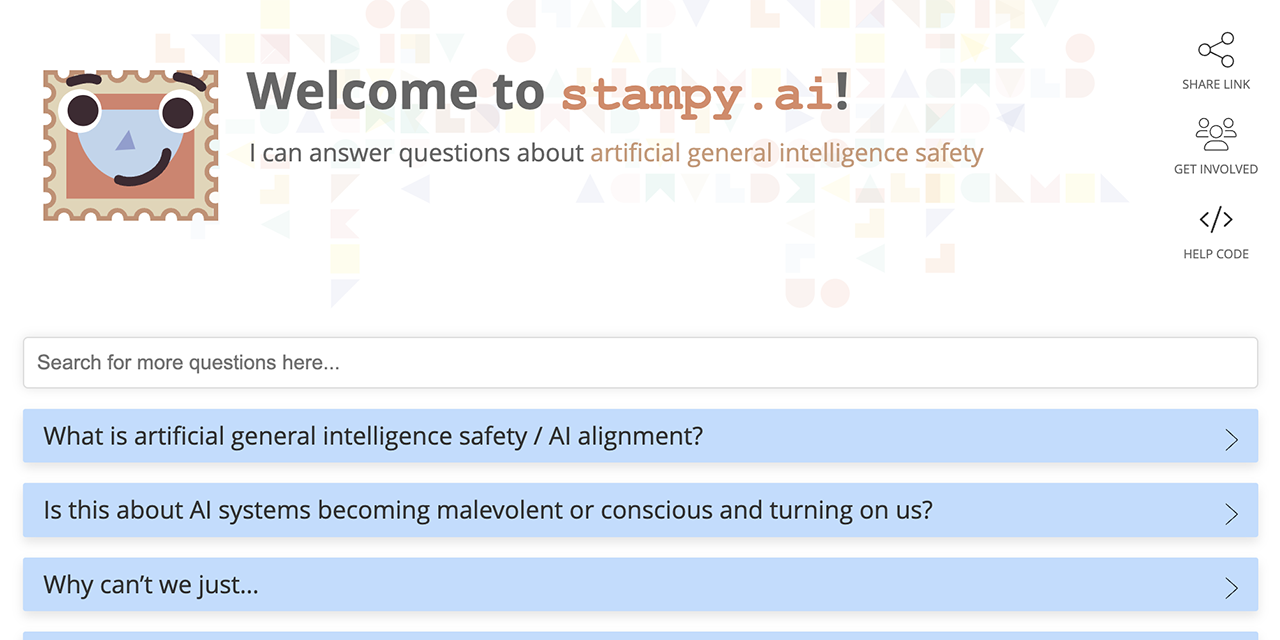 Welcome to stampy.ai!
I can answer questions about artificial general intelligence safety
SHARE LINK
GET INVOLVED
HELP CODE
Search for more questions here...
What is artificial general intelligence safety / AI alignment?
Is this about AI systems becoming malevolent or conscious and turning on us?
Why can’t we just...